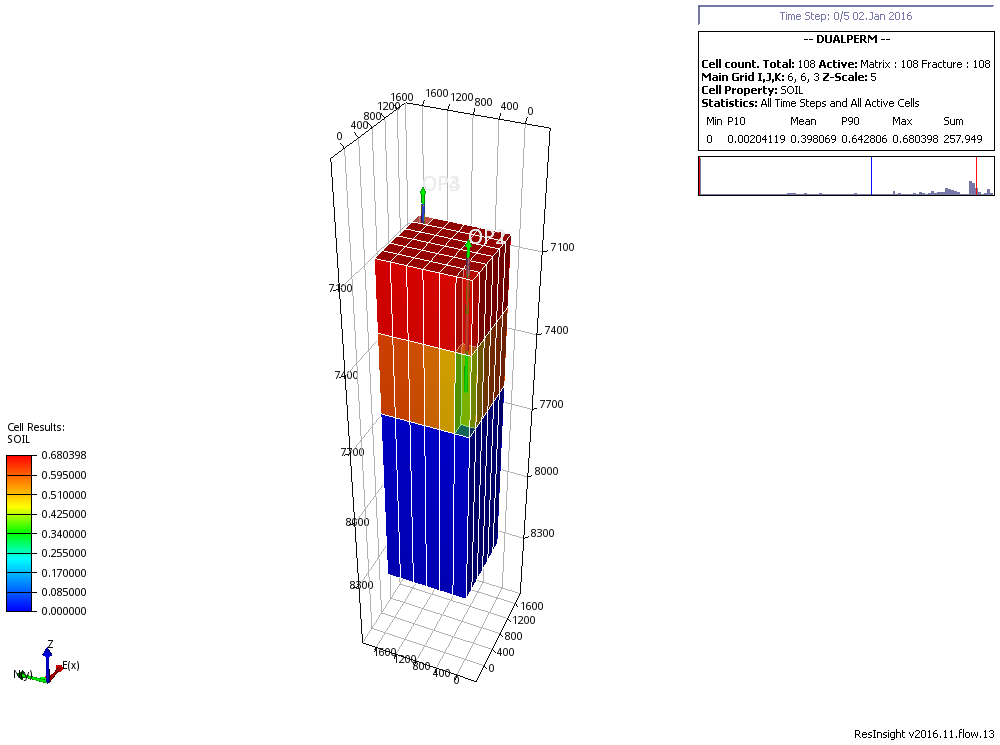 Time Step: 0/5 02.Jan 2016
-- DUALPERM --
Cell count. Total: 108 Active: Matrix : 108 Fracture : 108
Main Grid I,J,K: 6, 6, 3 Z-Scale: 5
Cell Property: SOIL
Statistics: All Time Steps and All Active Cells
Min P10 Mean P90 Max Sum
0 0.00204119 0.398069 0.642806 0.680398 257.949
1600 1200 800 400 0
1600 1200 800 400 0
7100 7400 7700 8000 8300
7100 7400 7700 8000 8300
1600 1200 800 400 0
1600 1200 800 400 0
Cell Results:
SOIL
0.680398
0.595000
0.510000
0.425000
0.340000
0.255000
0.170000
0.085000
0.000000
Z
E(x)
N(y)
ResInsight v2016.11.flow.13